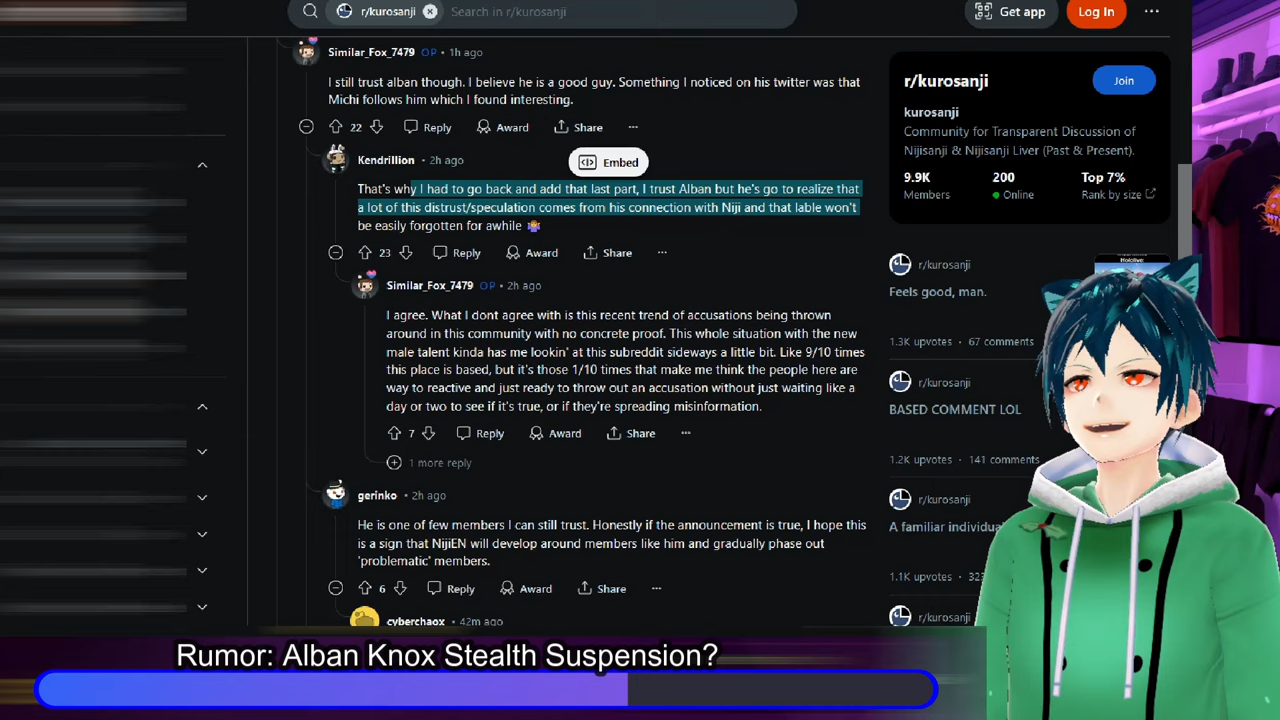 r/kurosanji
Search in r/kurosanji
Get app
Log In
Similar_Fox_7479 OP • 1h ago
I still trust alban though. I believe he is a good guy. Something I noticed on his twitter was that
Michi follows him which I found interesting.
22 Reply Award Share
Kendrillion • 2h ago
Embed
That's why I had to go back and add that last part, I trust Alban but he's go to realize that
a lot of this distrust/speculation comes from his connection with Niji and that lable won't
be easily forgotten for awhile 🤷‍♀️
23 Reply Award Share
Similar_Fox_7479 OP • 2h ago
I agree. What I dont agree with is this recent trend of accusations being thrown
around in this community with no concrete proof. This whole situation with the new
male talent kinda has me lookin' at this subreddit sideways a little bit. Like 9/10 times
this place is based, but it's those 1/10 times that make me think the people here are
way to reactive and just ready to throw out an accusation without just waiting like a
day or two to see if it's true, or if they're spreading misinformation.
7 Reply Award Share
1 more reply
gerinko • 2h ago
He is one of few members I can still trust. Honestly if the announcement is true, I hope this
is a sign that NijiEN will develop around members like him and gradually phase out
'problematic' members.
6 Reply Award Share
cyberchaox • 42m ago
r/kurosanji
Join
kurosanji
Community for Transparent Discussion of
Nijisanji & Nijisanji Liver (Past & Present).
9.9K 200 Top 7%
Members Online Rank by size
r/kurosanji
Hololive:
Feels good, man.
1.3K upvotes • 67 comments
r/kurosanji
BASED COMMENT LOL
1.2K upvotes • 141 comments
r/kurosanji
A familiar individu
1.1K upvotes • 323
r/kurosanji
Rumor: Alban Knox Stealth Suspension?